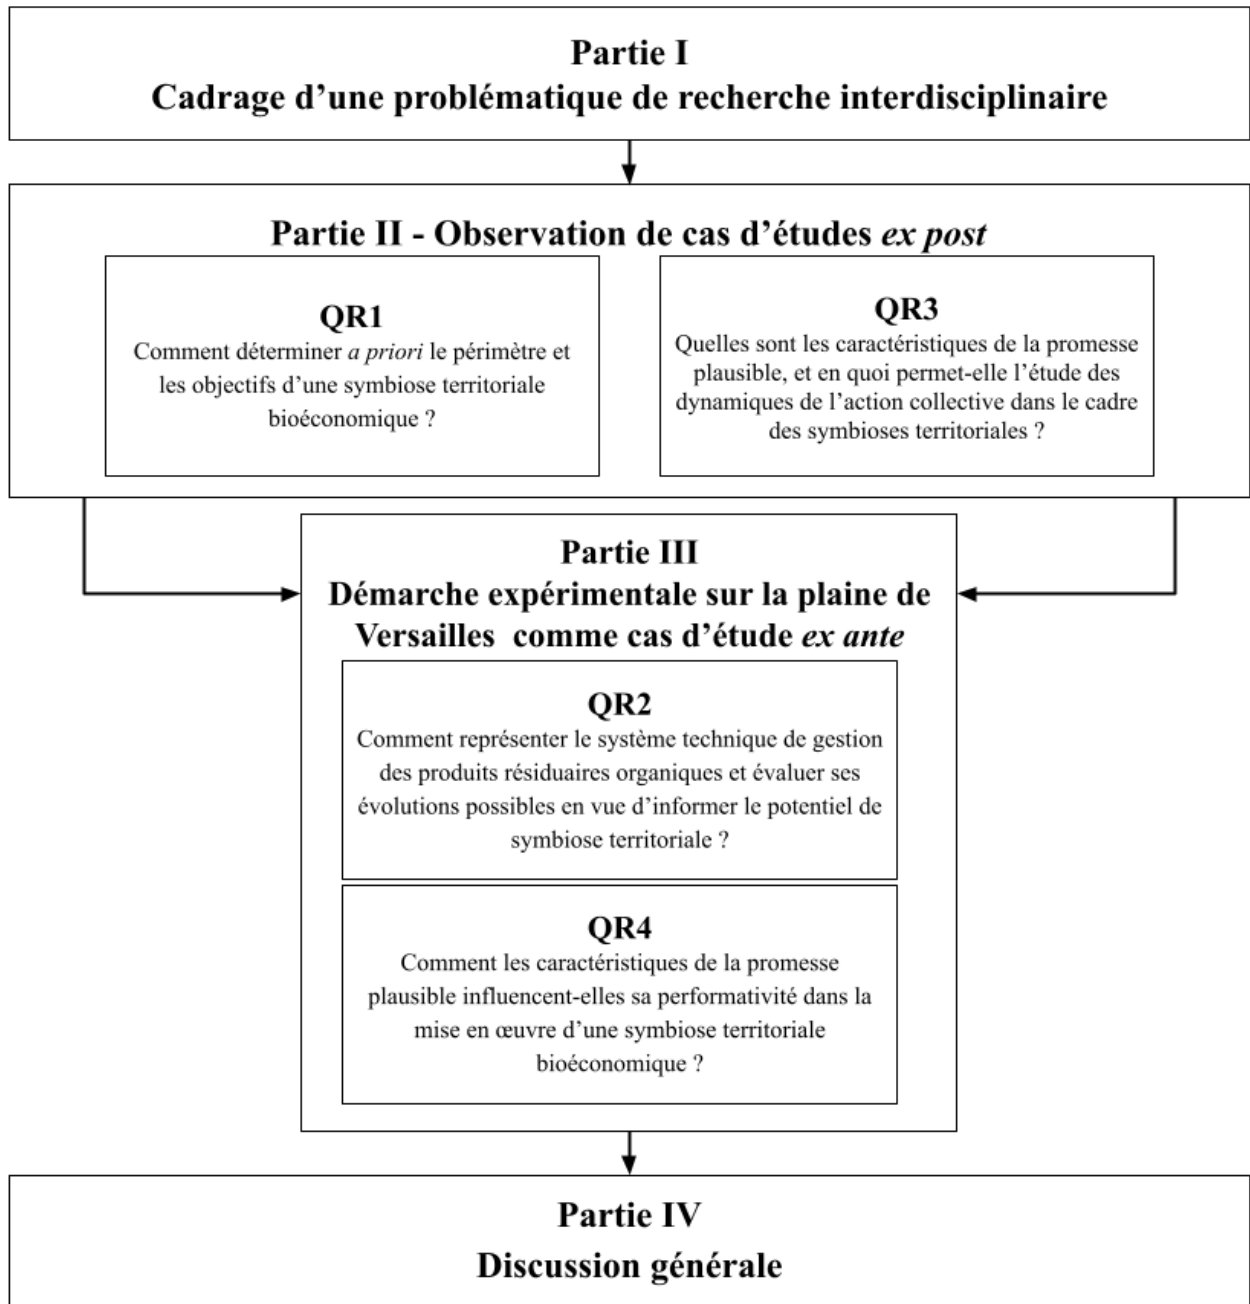 Partie I
Cadrage d’une problématique de recherche interdisciplinaire
Partie II - Observation de cas d’études ex post
QR1
Comment déterminer a priori le périmètre et
les objectifs d’une symbiose territoriale
bioéconomique ?
QR3
Quelles sont les caractéristiques de la promesse
plausible, et en quoi permet-elle l’étude des
dynamiques de l’action collective dans le cadre
des symbioses territoriales ?
Partie III
Démarche expérimentale sur la plaine de
Versailles comme cas d’étude ex ante
QR2
Comment représenter le système technique de gestion
des produits résiduaires organiques et évaluer ses
évolutions possibles en vue d’informer le potentiel de
symbiose territoriale ?
QR4
Comment les caractéristiques de la promesse
plausible influencent-elles sa performativité dans la
mise en œuvre d’une symbiose territoriale
bioéconomique ?
Partie IV
Discussion générale